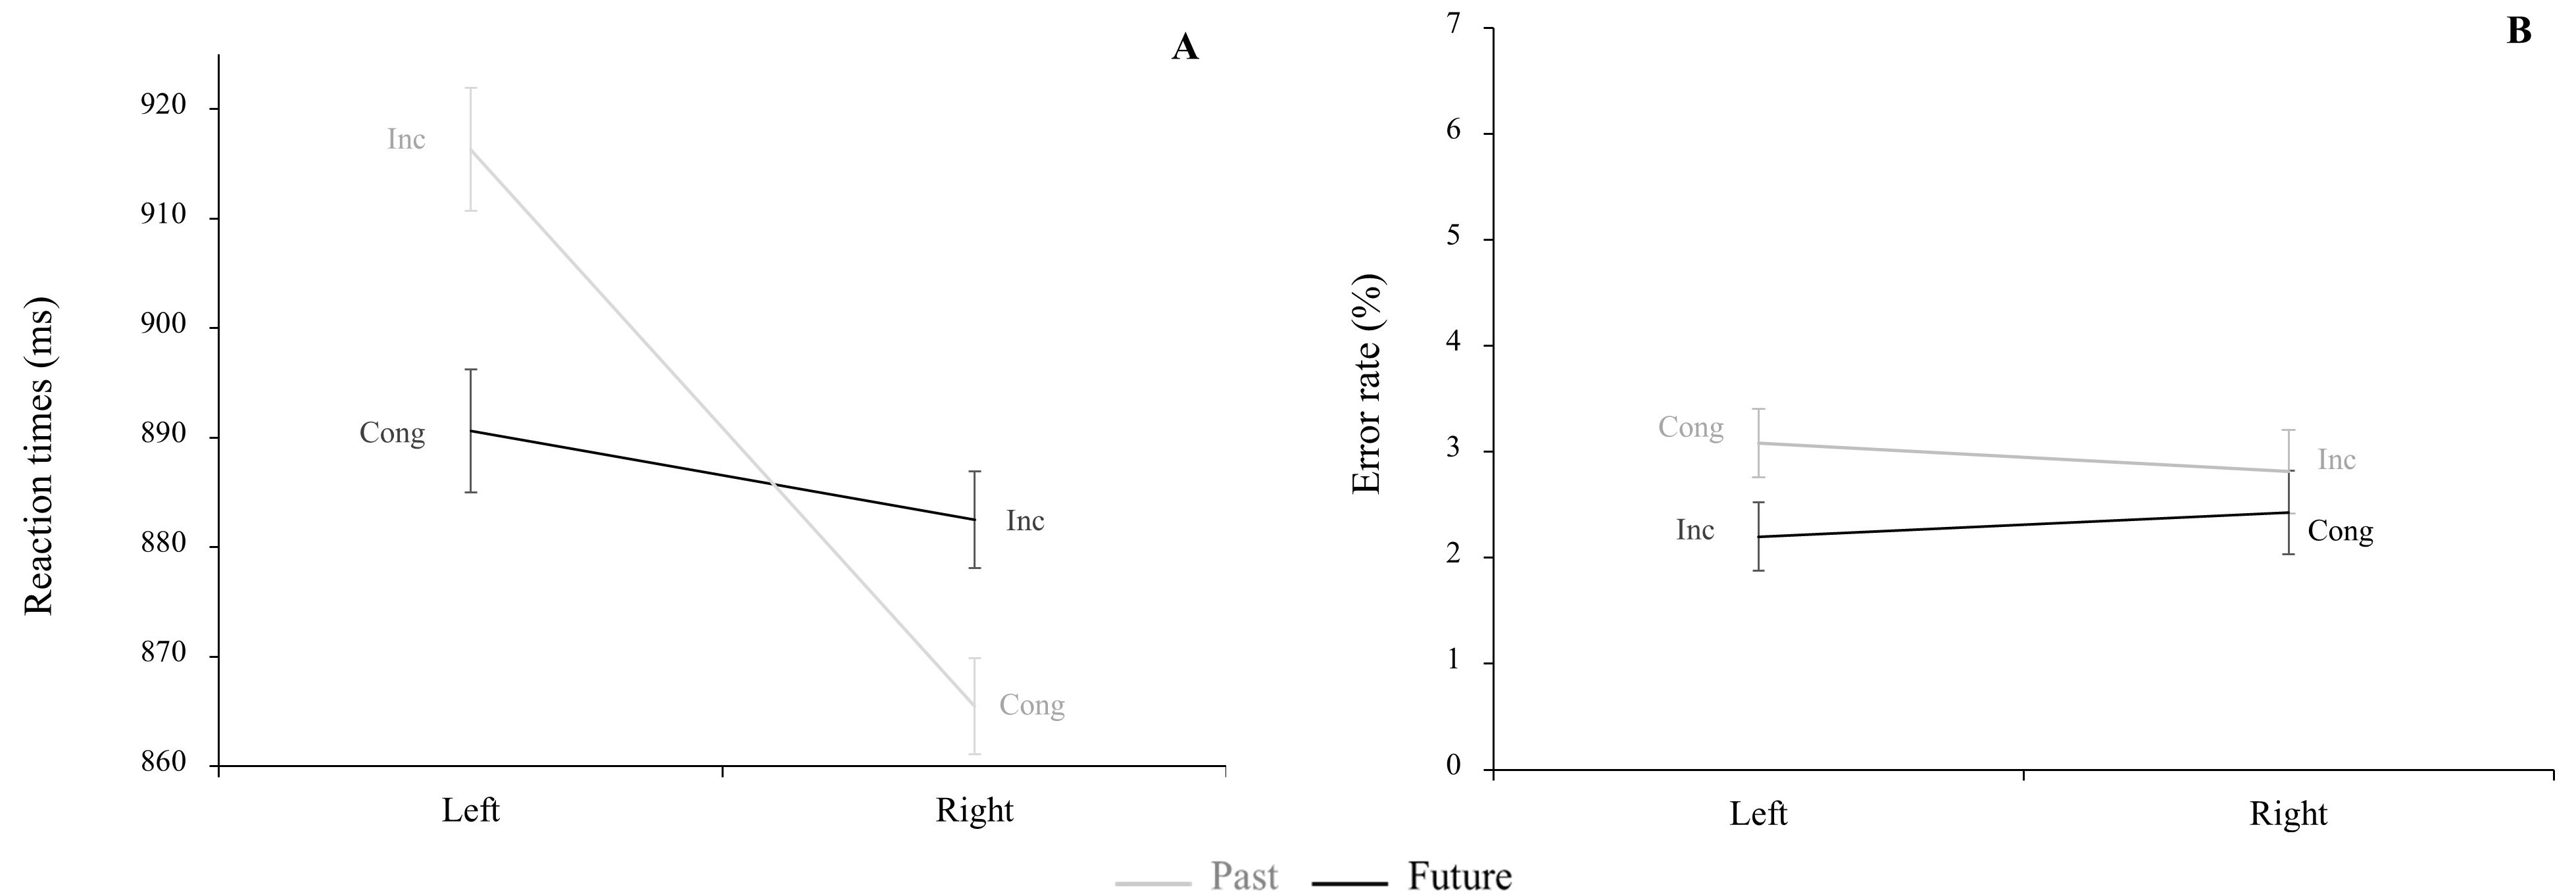 A
Reaction times (ms)
920
910
900
890
880
870
860
Inc
Cong
Inc
Cong
Left
Right
B
Error rate (%)
7
6
5
4
3
2
1
0
Cong
Inc
Inc
Cong
Left
Right
Past
Future